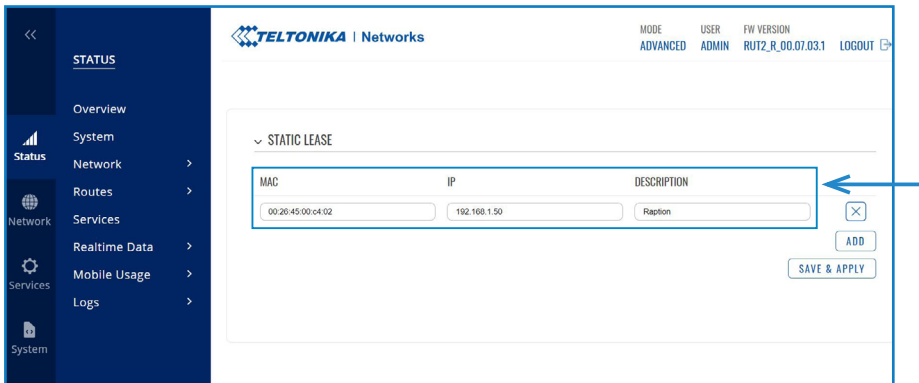 TELTONIKA | Networks
MODE USER FW VERSION
ADVANCED ADMIN RUT2_R_00.07.03.1 LOGOUT
STATUS
Overview
System
Network
Routes
Services
Realtime Data
Mobile Usage
Logs
Status
Network
Services
System
STATIC LEASE
MAC IP DESCRIPTION
00:26:45:00:c4:02 192.168.1.50 Raption
ADD
SAVE & APPLY